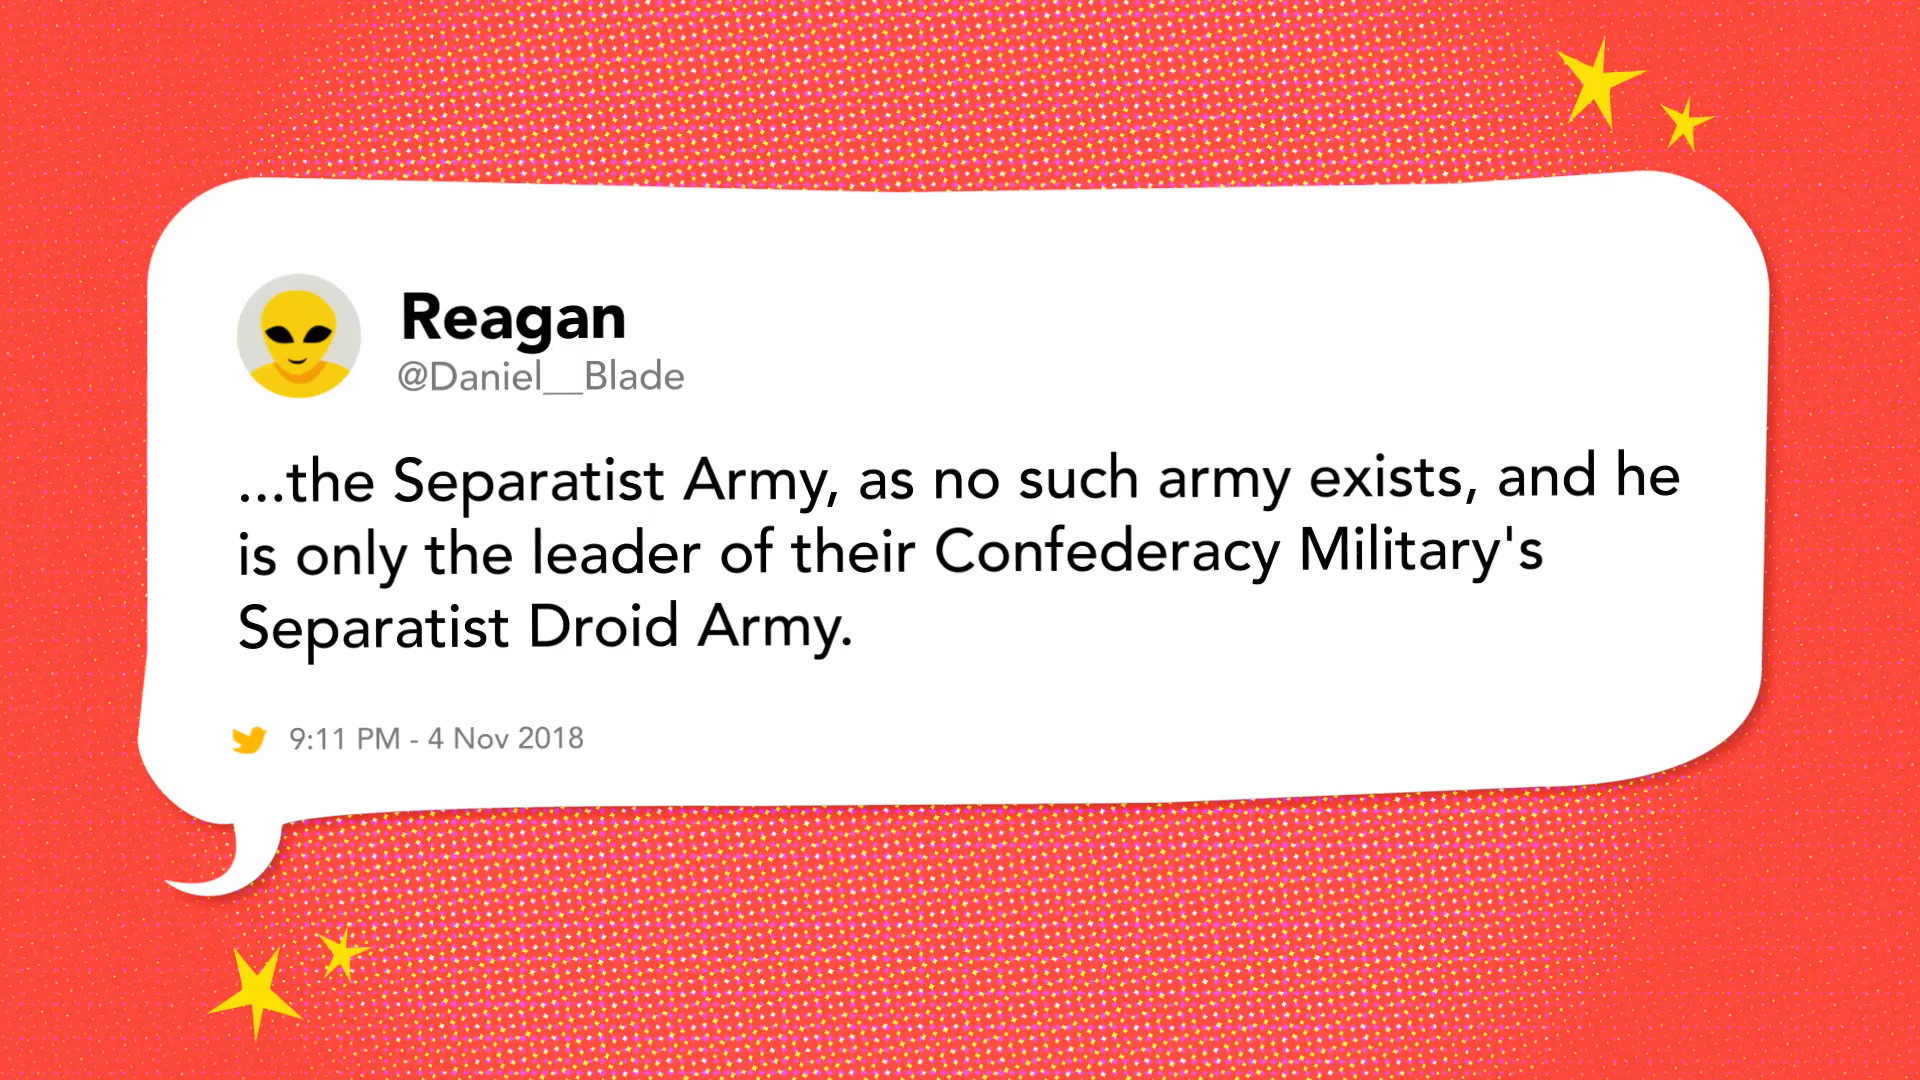 Reagan
@Daniel__Blade
...the Separatist Army, as no such army exists, and he
is only the leader of their Confederacy Military's
Separatist Droid Army.
9:11 PM - 4 Nov 2018